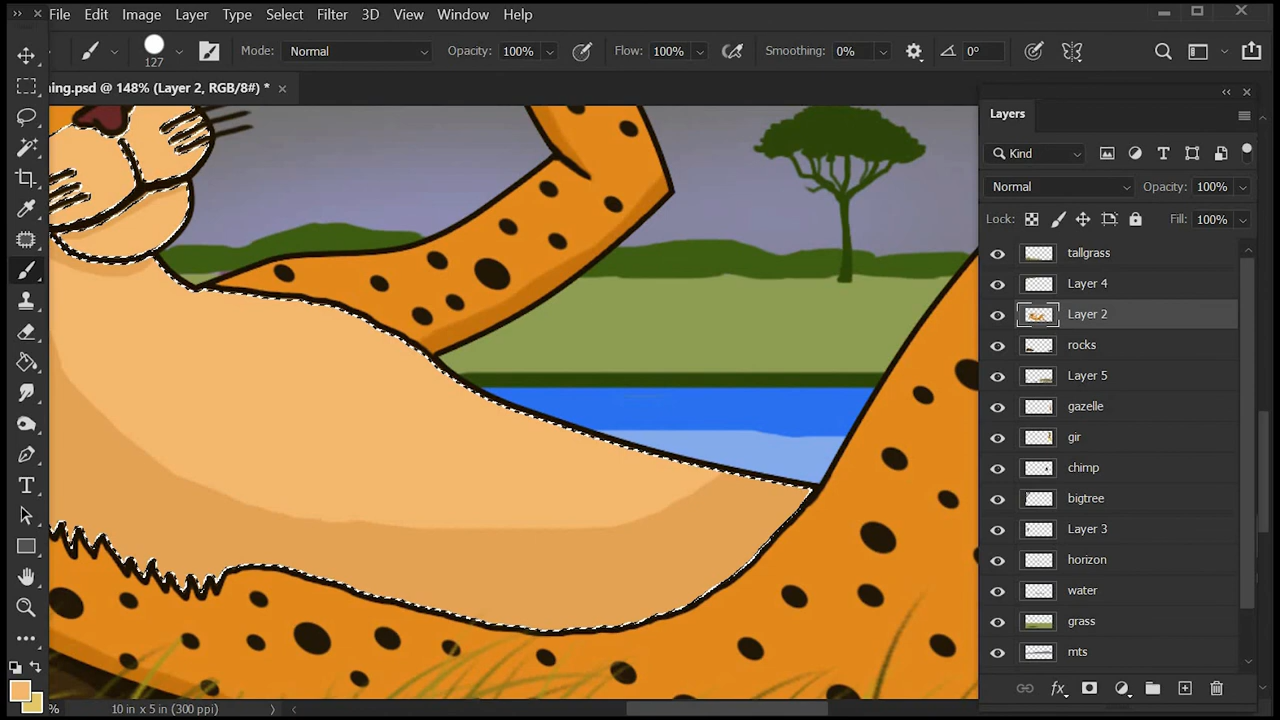 File Edit Image Layer Type Select Filter 3D View Window Help
127 Mode: Normal Opacity: 100% Flow: 100% Smoothing: 0% 0°
ing.psd @ 148% (Layer 2, RGB/8#) *
Layers
Kind
Normal Opacity: 100%
Lock: Fill: 100%
tallgrass
Layer 4
Layer 2
rocks
Layer 5
gazelle
gir
chimp
bigtree
Layer 3
horizon
water
grass
mts
% 10 in x 5 in (300 ppi)